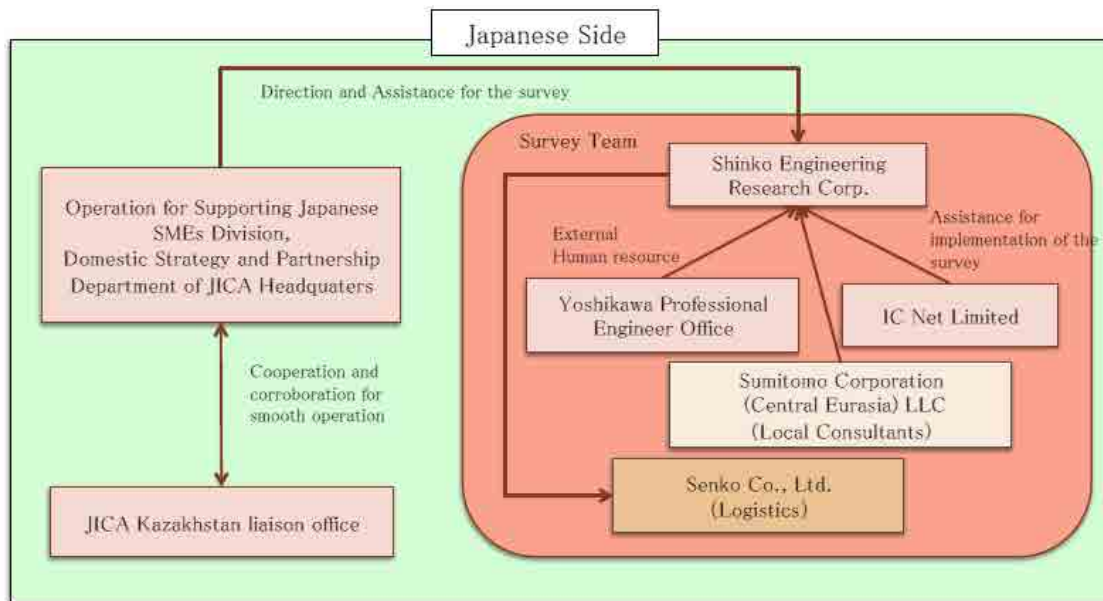 Japanese Side
Direction and Assistance for the survey
Survey Team
Shinko Engineering
Research Corp.
Operation for Supporting Japanese
SMEs Division,
Domestic Strategy and Partnership
Department of JICA Headquaters
External
Human resource
Assistance for
implementation of the
survey
Yoshikawa Professional
Engineer Office
IC Net Limited
Cooperation and
corroboration for
smooth operation
Sumitomo Corporation
(Central Eurasia) LLC
(Local Consultants)
Senko Co., Ltd.
(Logistics)
JICA Kazakhstan liaison office